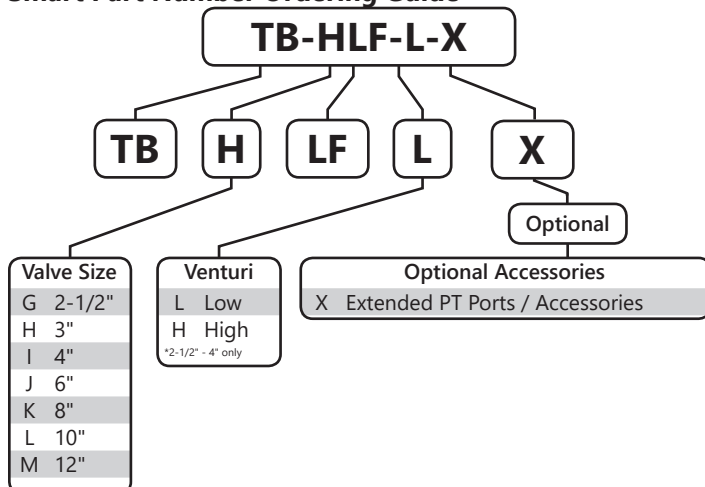 Smart Part Number Ordering Guide
TB-HLF-L-X
TB H LF L X
Optional
Valve Size
G 2-1/2"
H 3"
I 4"
J 6"
K 8"
L 10"
M 12"
Venturi
L Low
H High
*2-1/2" - 4" only
Optional Accessories
X Extended PT Ports / Accessories